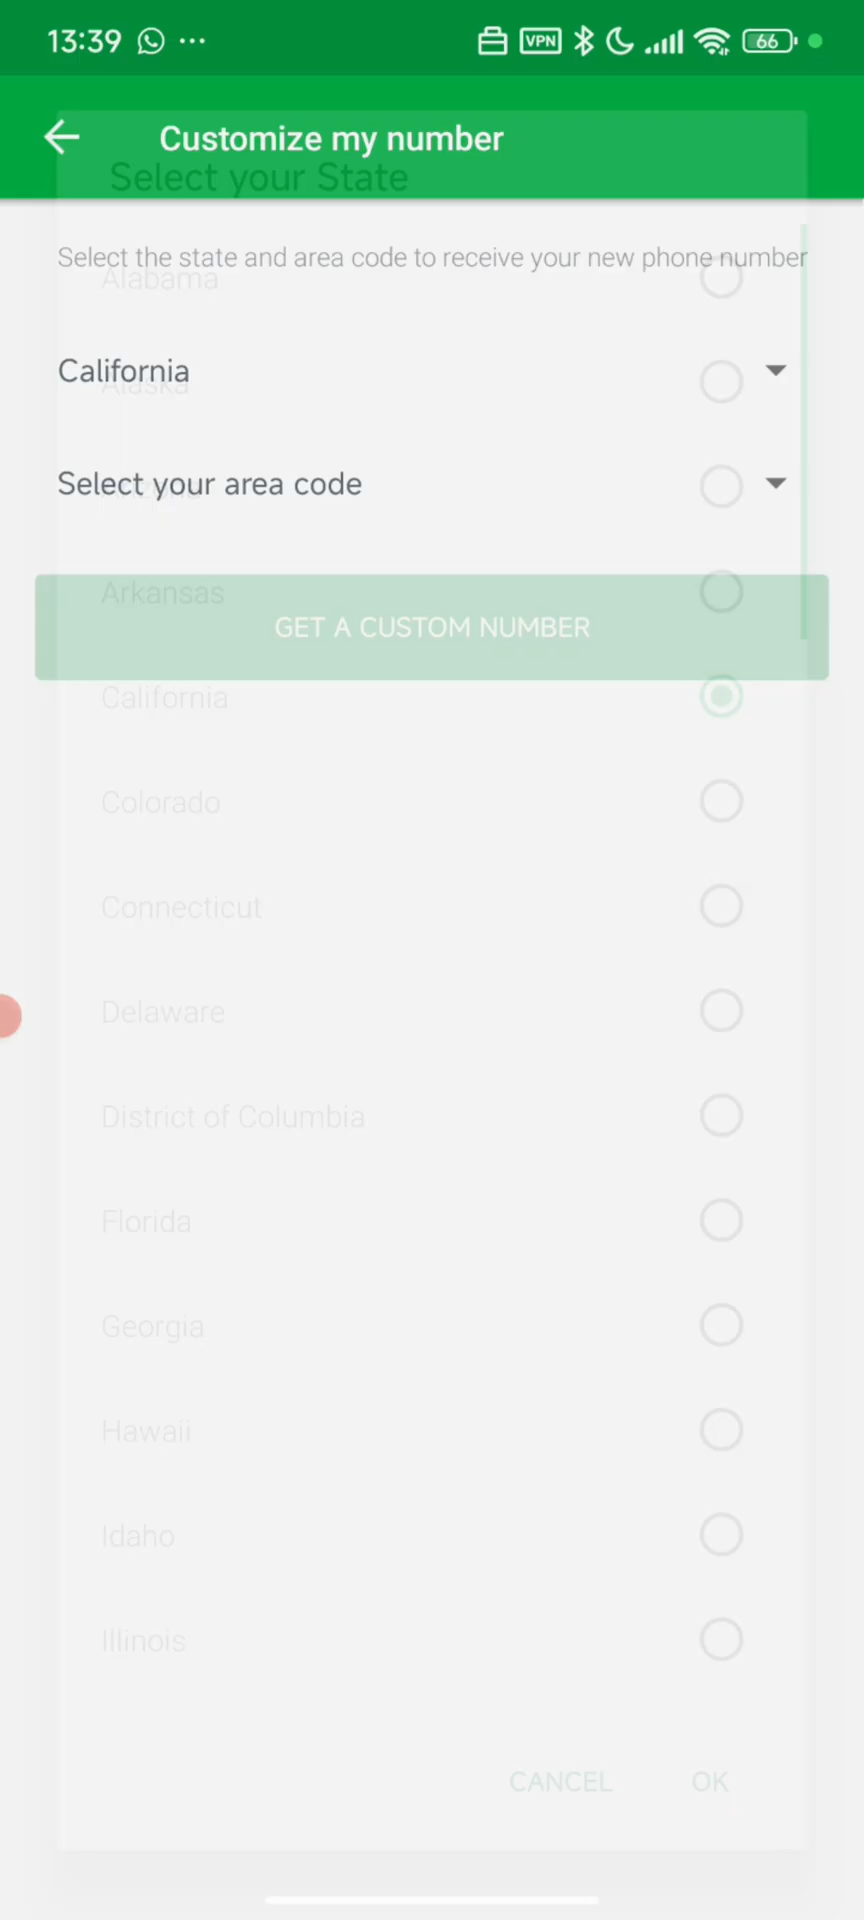 13:39 VPN 66
Customize my number
Select your State
Select the state and area code to receive your new phone number
Alabama
California
Alaska
Select your area code
Arizona
Arkansas
GET A CUSTOM NUMBER
California
Colorado
Connecticut
Delaware
District of Columbia
Florida
Georgia
Hawaii
Idaho
Illinois
CANCEL OK